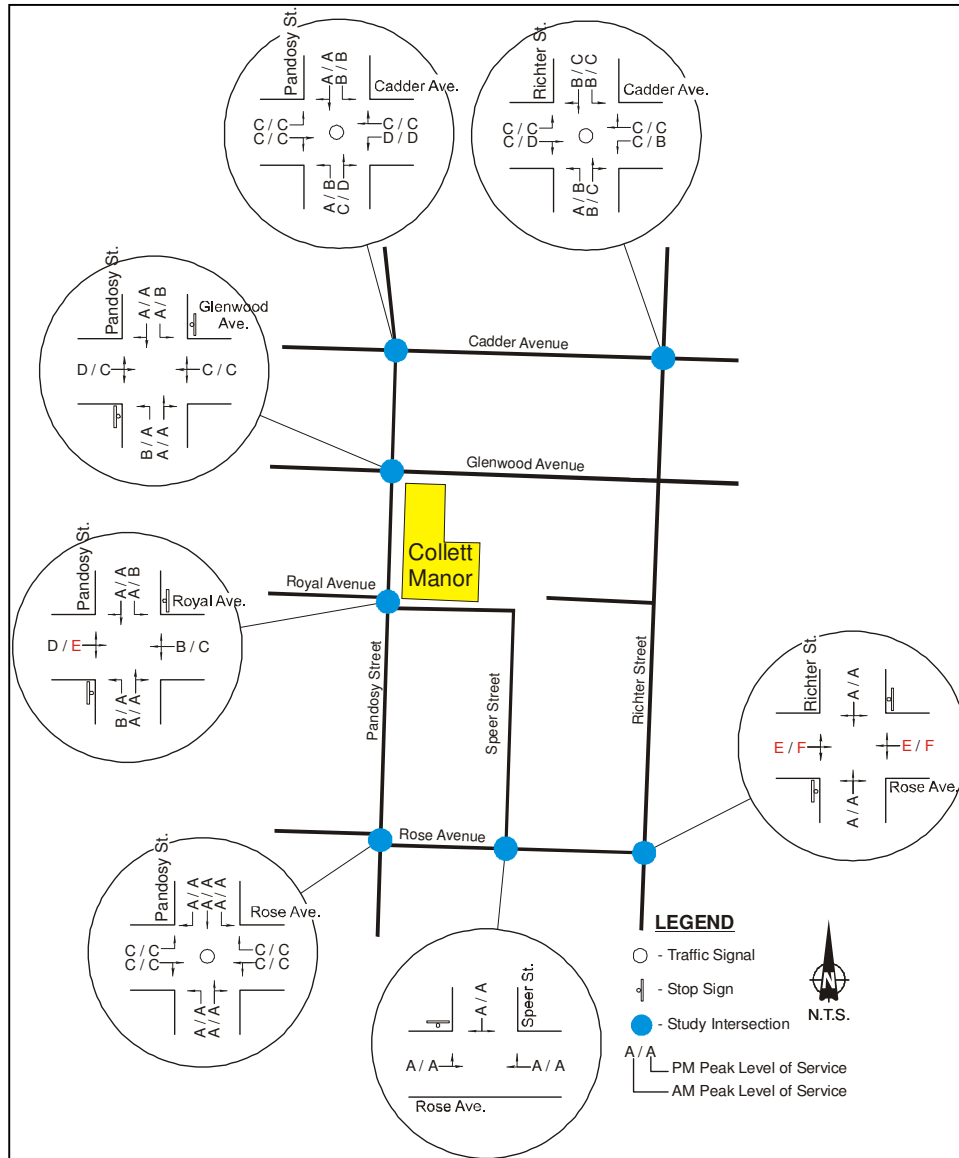 Pandosy St.
A / A
B / B
Cadder Ave.
C / C
C / C
C / C
D / D
A / B
C / D
Richter St.
B / C
B / C
Cadder Ave.
C / C
C / D
C / C
C / B
A / B
B / C
Pandosy St.
A / A
A / B
Glenwood
Ave.
D / C
C / C
B / A
A / A
Cadder Avenue
Glenwood Avenue
Collett
Manor
Royal Avenue
Pandosy Street
Speer Street
Richter Street
Rose Avenue
Pandosy St.
A / A
A / B
Royal Ave.
D / E
B / C
B / A
A / A
Richter St.
A / A
E / F
E / F
Rose Ave.
A / A
Pandosy St.
A / A
A / A
A / A
Rose Ave.
C / C
C / C
C / C
C / C
A / A
A / A
Speer St.
A / A
A / A
A / A
Rose Ave.
LEGEND
- Traffic Signal
- Stop Sign
- Study Intersection
A / A
PM Peak Level of Service
AM Peak Level of Service
N
N.T.S.